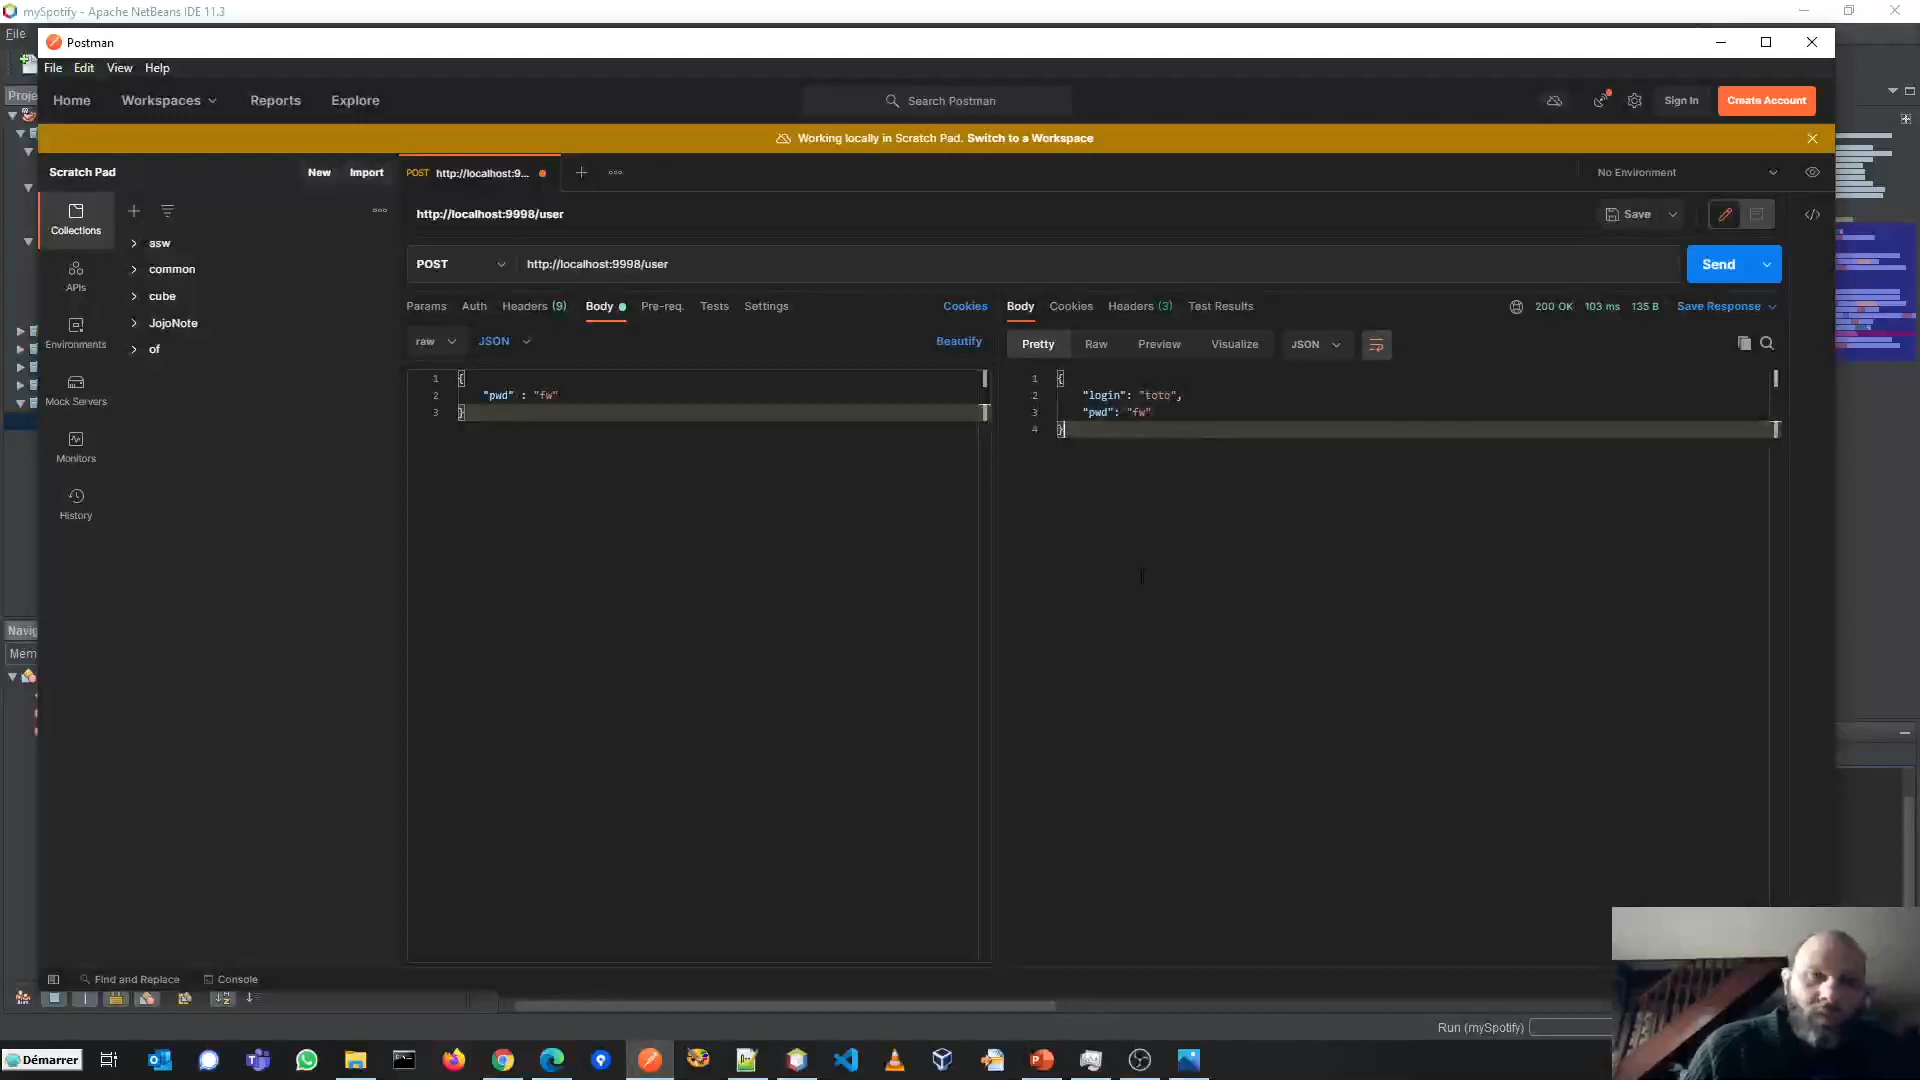 mySpotify - Apache NetBeans IDE 11.3
File
Postman
File Edit View Help
Home Workspaces Reports Explore
Search Postman
Sign In
Create Account
Proje
Working locally in Scratch Pad. Switch to a Workspace
Scratch Pad
New Import
POST http://localhost:9...
No Environment
Collections
asw
common
cube
JojoNote
of
APIs
Environments
Mock Servers
Monitors
History
http://localhost:9998/user
Save
POST
http://localhost:9998/user
Send
Params Auth Headers (9) Body Pre-req. Tests Settings Cookies
raw JSON Beautify
1 {
2 "pwd" : "fw"
3 }
Body Cookies Headers (3) Test Results
200 OK 103 ms 135 B Save Response
Pretty Raw Preview Visualize JSON
1 {
2 "login": "toto",
3 "pwd": "fw"
4 }
Navig
Mem
Find and Replace Console
Run (mySpotify)
Démarrer